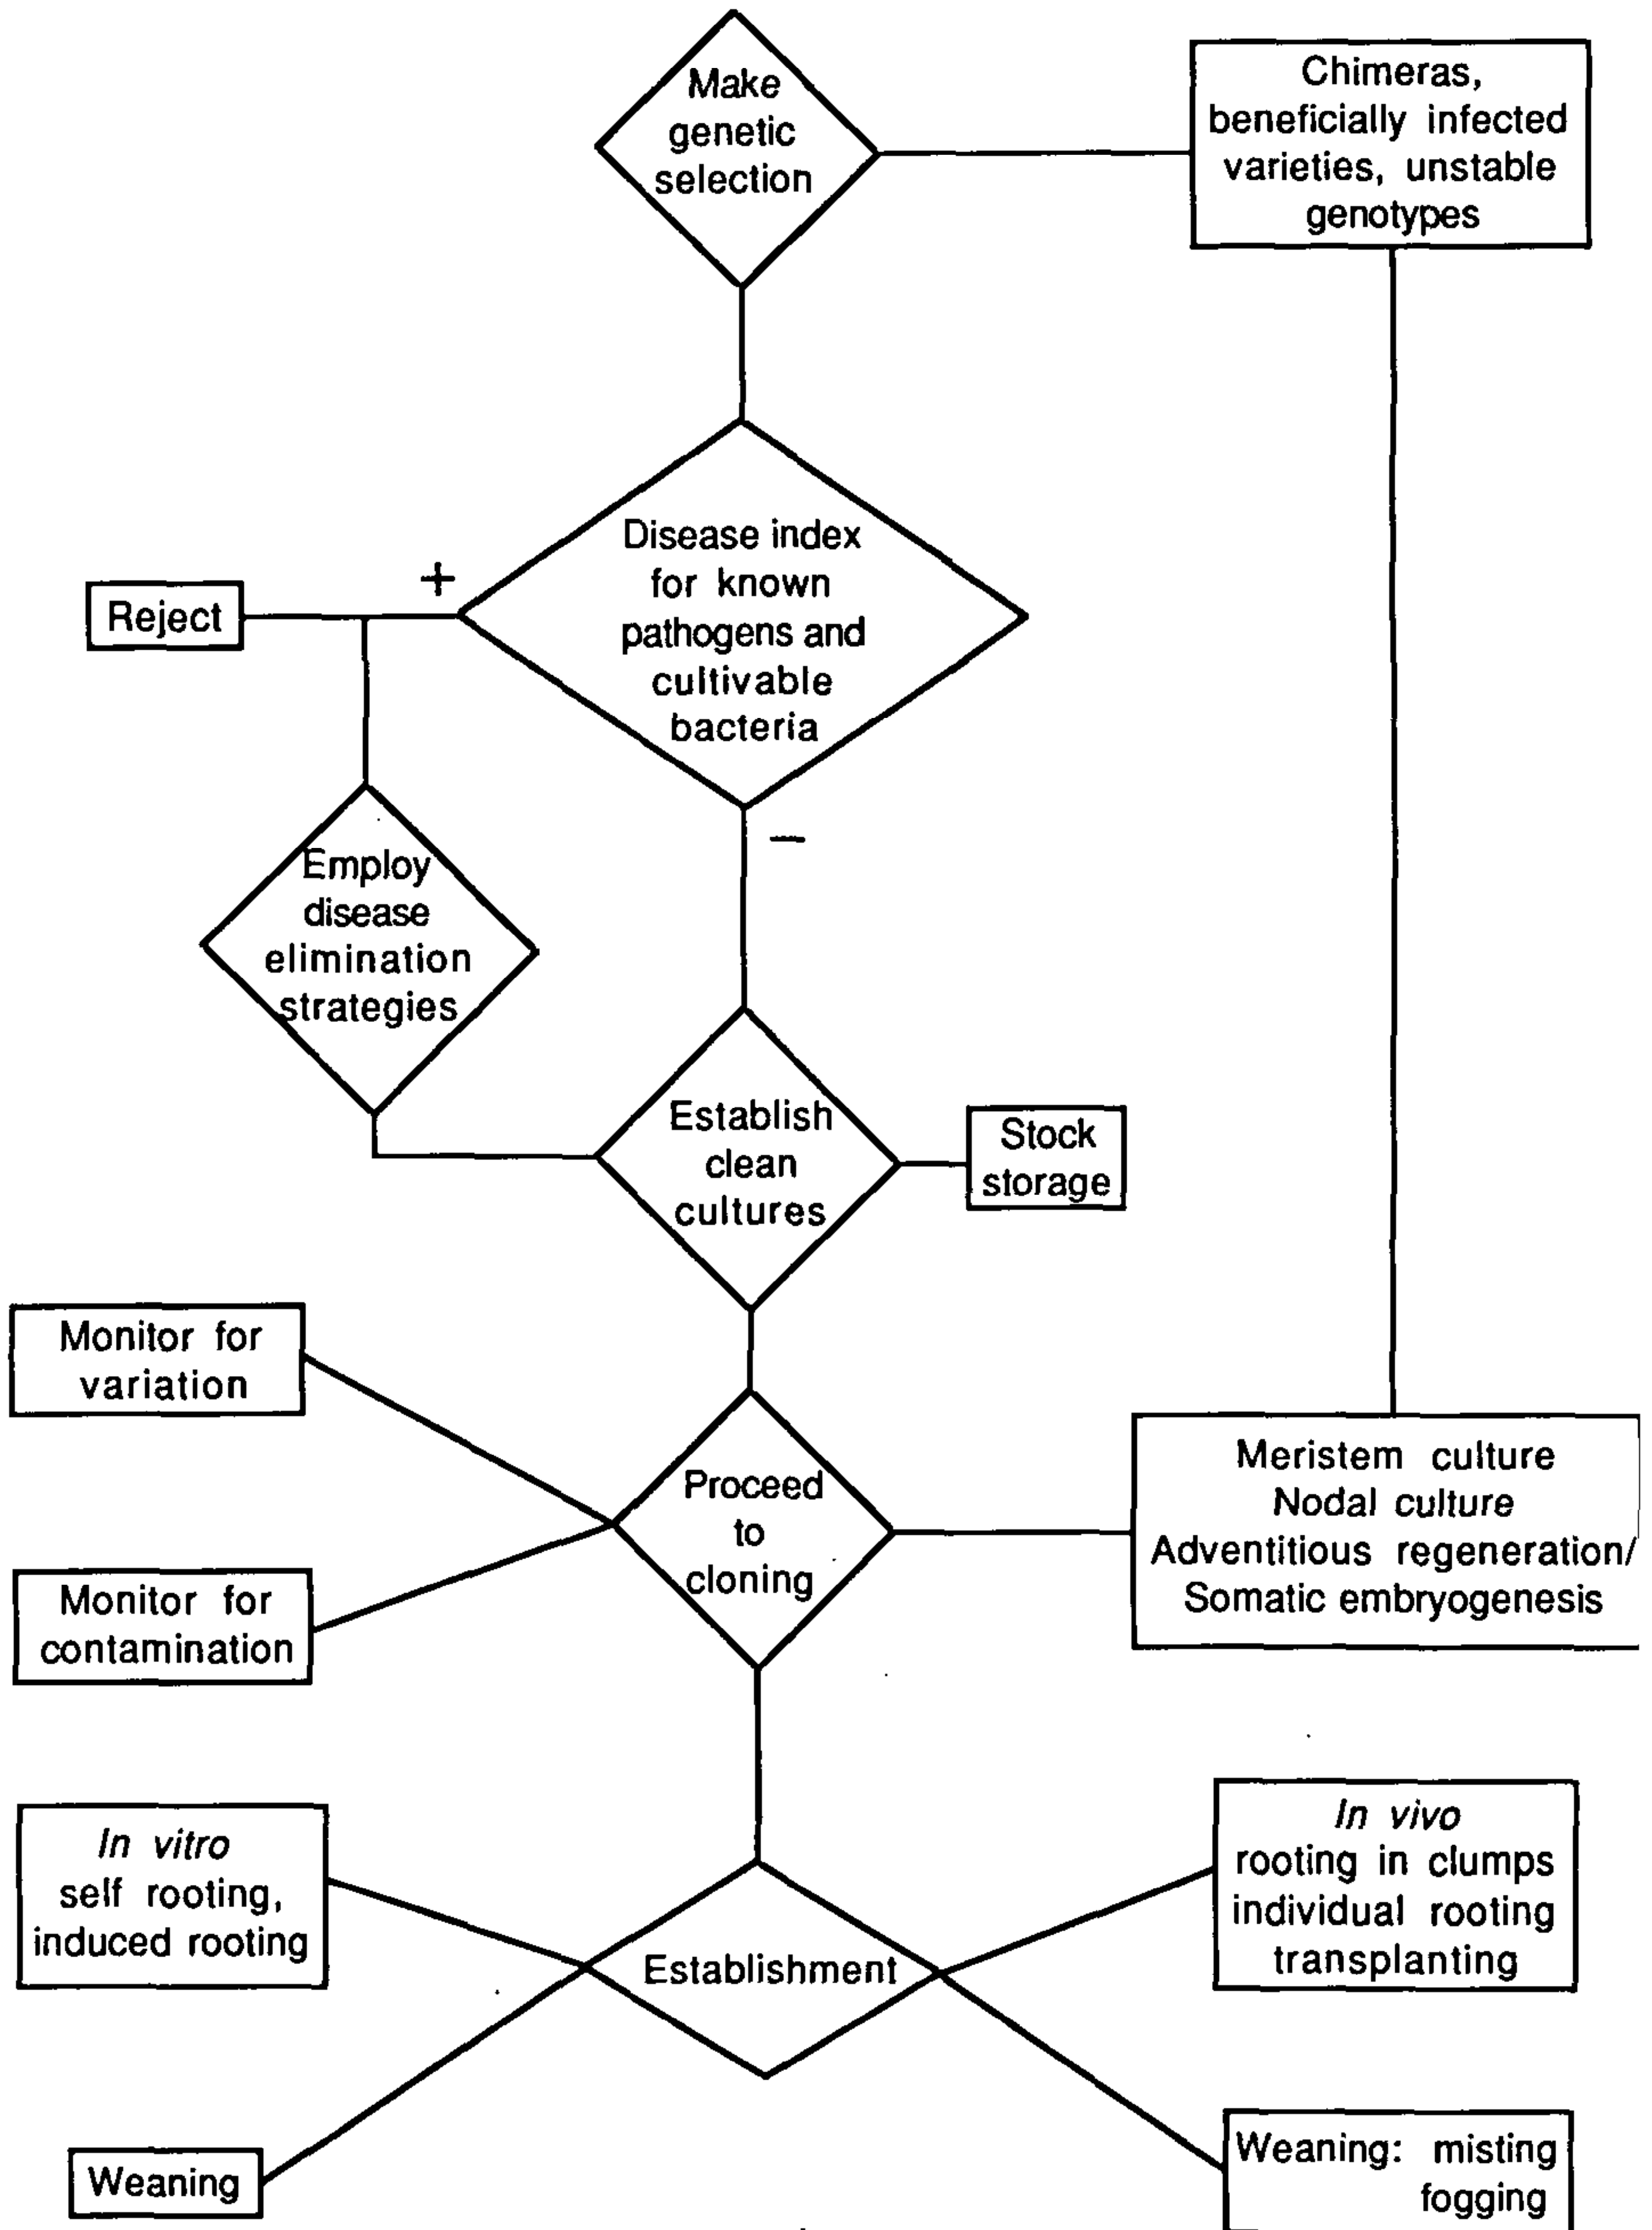 Make
genetic
selection
Chimeras,
beneficially infected
varieties, unstable
genotypes
Disease index
for known
pathogens and
cultivable
bacteria
+
Reject
−
Employ
disease
elimination
strategies
Establish
clean
cultures
Stock
storage
Monitor for
variation
Proceed
to
cloning
Meristem culture
Nodal culture
Adventitious regeneration/
Somatic embryogenesis
Monitor for
contamination
In vitro
self rooting,
induced rooting
In vivo
rooting in clumps
individual rooting
transplanting
Establishment
Weaning
Weaning: misting
fogging